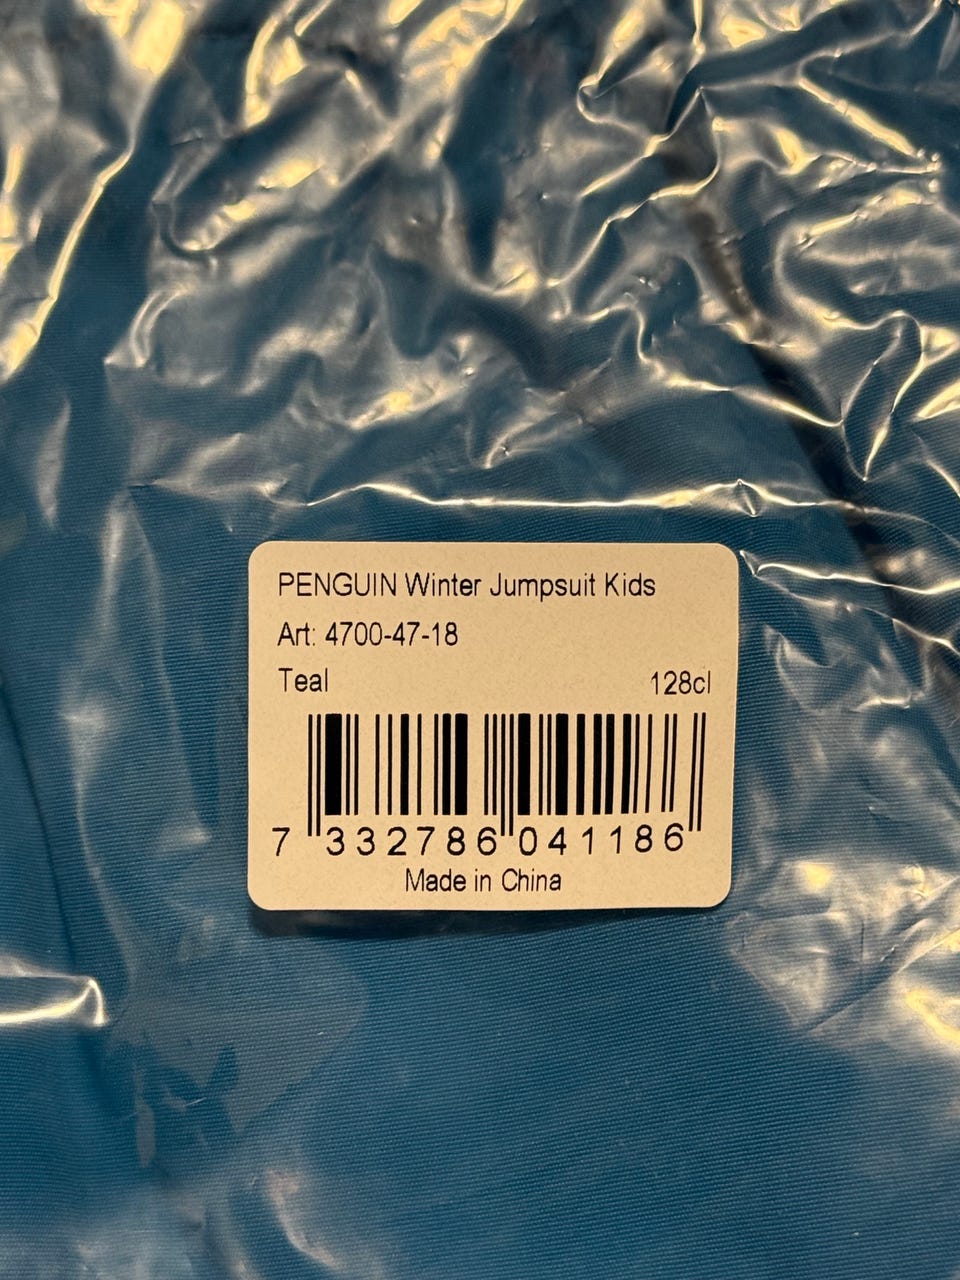 PENGUIN Winter Jumpsuit Kids
Art: 4700-47-18
Teal 128cl
7 332786 041186
Made in China